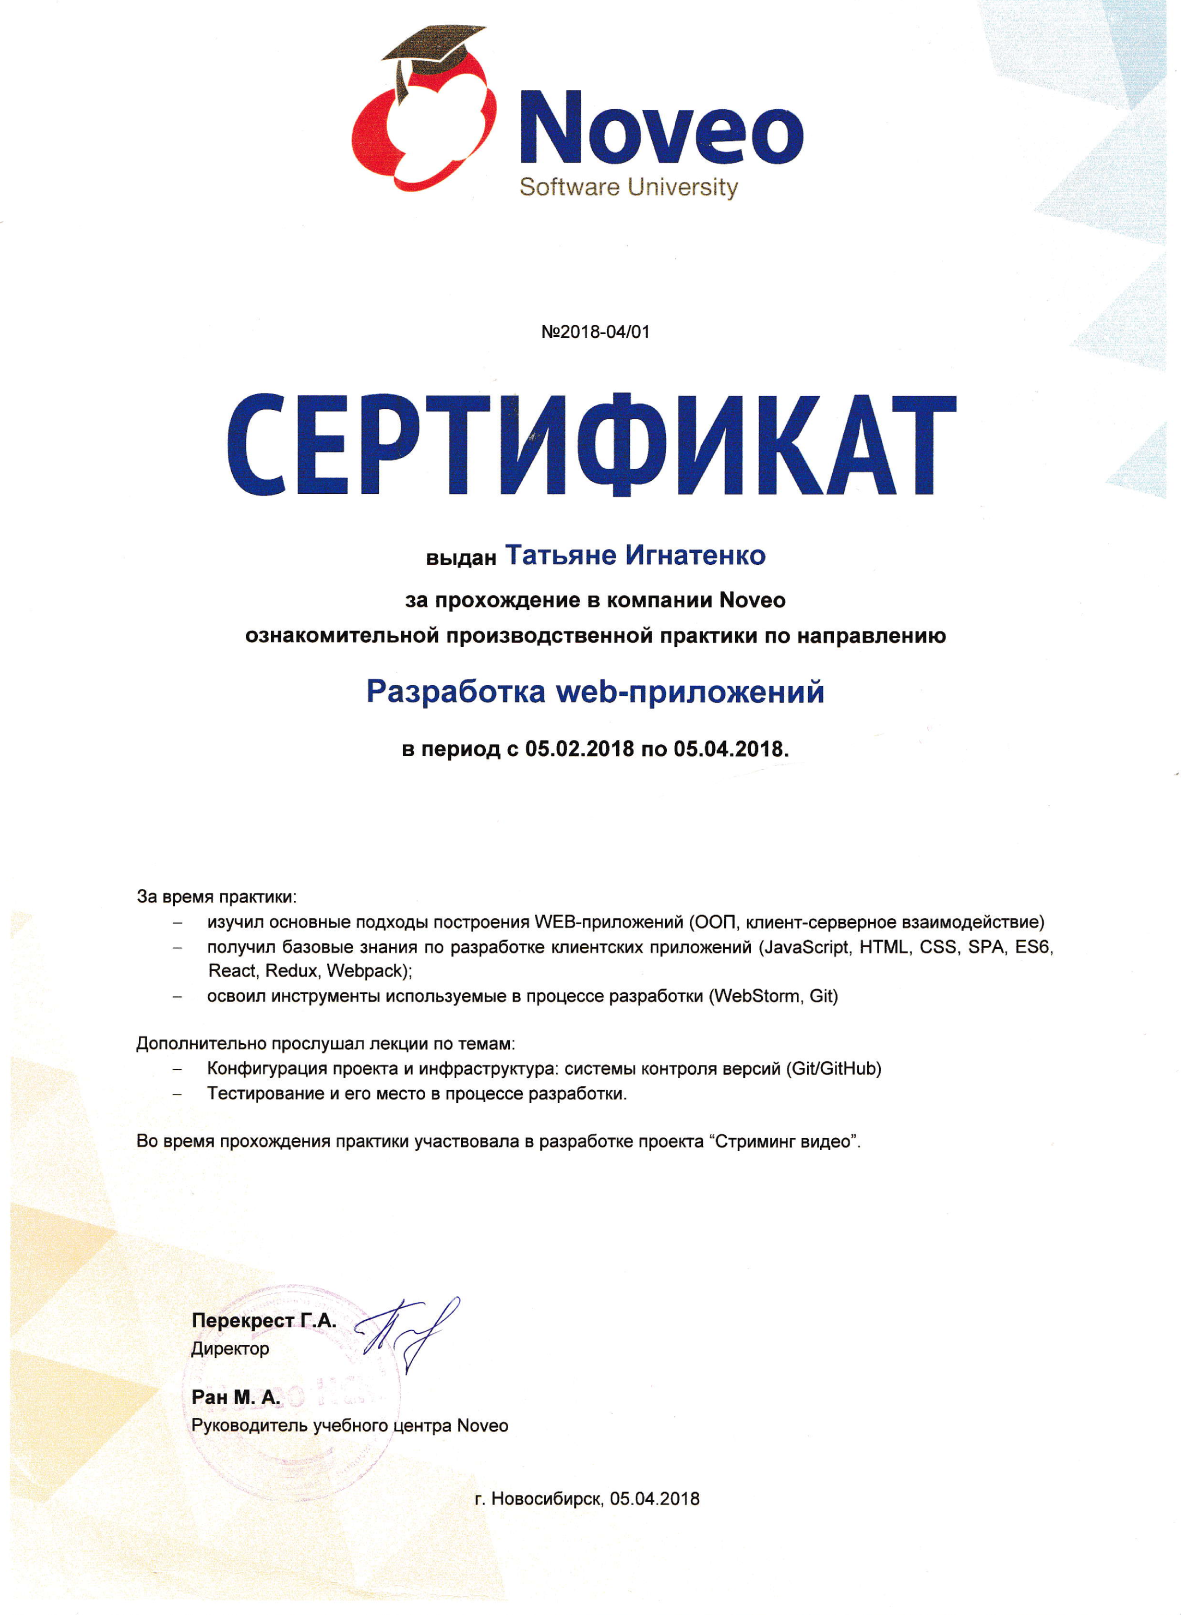 Noveo
Software University
№2018-04/01
СЕРТИФИКАТ
выдан Татьяне Игнатенко
за прохождение в компании Noveo
ознакомительной производственной практики по направлению
Разработка web-приложений
в период с 05.02.2018 по 05.04.2018.
За время практики:
– изучил основные подходы построения WEB-приложений (ООП, клиент-серверное взаимодействие)
– получил базовые знания по разработке клиентских приложений (JavaScript, HTML, CSS, SPA, ES6,
React, Redux, Webpack);
– освоил инструменты используемые в процессе разработки (WebStorm, Git)
Дополнительно прослушал лекции по темам:
– Конфигурация проекта и инфраструктура: системы контроля версий (Git/GitHub)
– Тестирование и его место в процессе разработки.
Во время прохождения практики участвовала в разработке проекта “Стриминг видео”.
Перекрест Г.А.
Директор
Ран М. А.
Руководитель учебного центра Noveo
г. Новосибирск, 05.04.2018